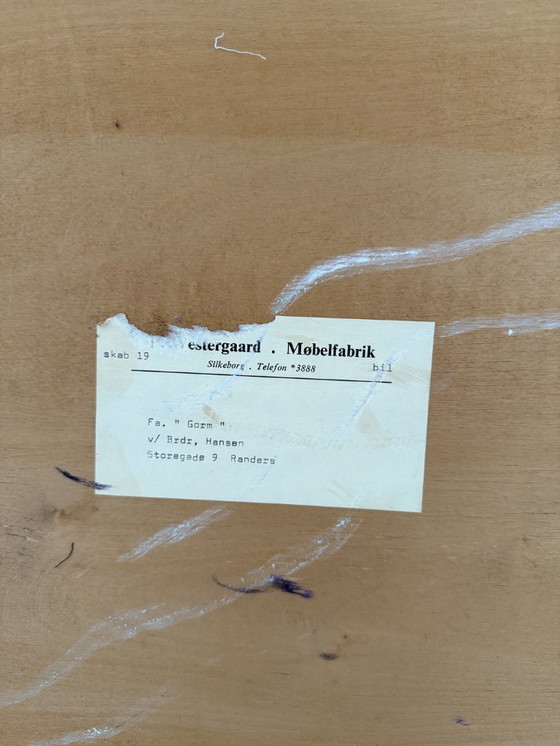 estergaard . Møbelfabrik
skab 19
Silkeborg . Telefon *3888
bil
Fa. " Gorm "
v/ Brdr, Hansen
Storegade 9 Randers